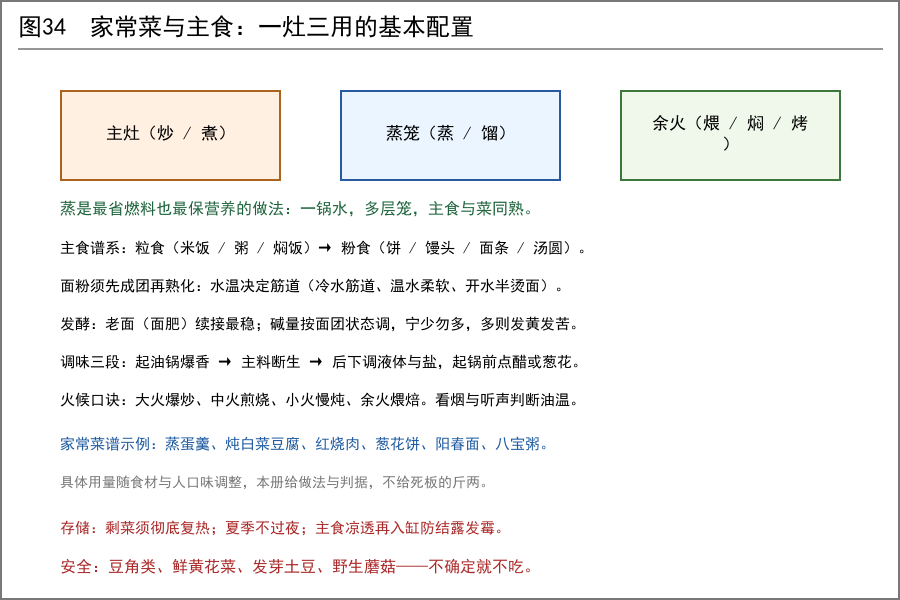 图34　家常菜与主食：一灶三用的基本配置
主灶（炒 / 煮）
蒸笼（蒸 / 馏）
余火（煨 / 焖 / 烤
）
蒸是最省燃料也最保营养的做法：一锅水，多层笼，主食与菜同熟。
主食谱系：粒食（米饭 / 粥 / 焖饭）→ 粉食（饼 / 馒头 / 面条 / 汤圆）。
面粉须先成团再熟化：水温决定筋道（冷水筋道、温水柔软、开水半烫面）。
发酵：老面（面肥）续接最稳；碱量按面团状态调，宁少勿多，多则发黄发苦。
调味三段：起油锅爆香 → 主料断生 → 后下调液体与盐，起锅前点醋或葱花。
火候口诀：大火爆炒、中火煎烧、小火慢炖、余火煨焙。看烟与听声判断油温。
家常菜谱示例：蒸蛋羹、炖白菜豆腐、红烧肉、葱花饼、阳春面、八宝粥。
具体用量随食材与人口味调整，本册给做法与判据，不给死板的斤两。
存储：剩菜须彻底复热；夏季不过夜；主食凉透再入缸防结露发霉。
安全：豆角类、鲜黄花菜、发芽土豆、野生蘑菇——不确定就不吃。